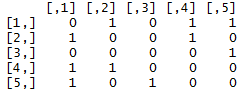 [,1] [,2] [,3] [,4] [,5]
[1,] 0 1 0 1 1
[2,] 1 0 0 1 0
[3,] 0 0 0 0 1
[4,] 1 1 0 0 0
[5,] 1 0 1 0 0